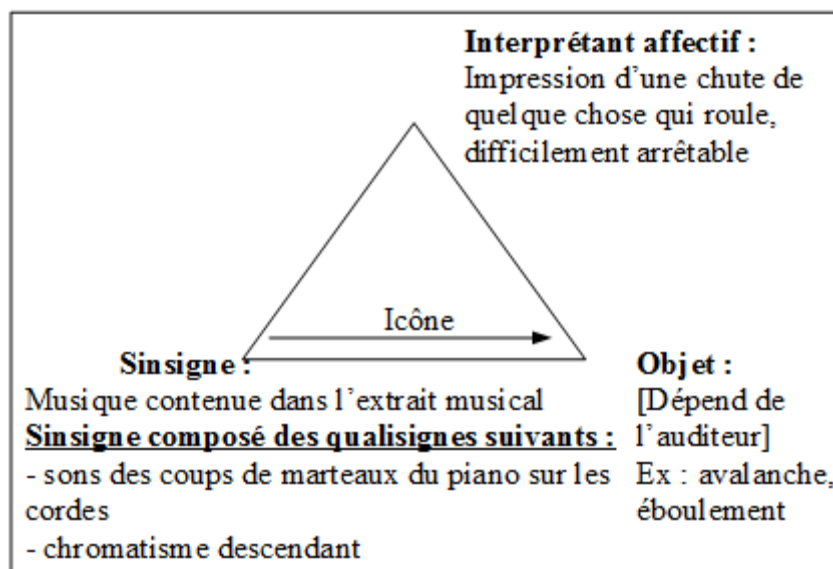 Interprétant affectif :
Impression d'une chute de
quelque chose qui roule,
difficilement arrêtable
Icône
Sinsigne :
Musique contenue dans l'extrait musical
Sinsigne composé des qualisignes suivants :
- sons des coups de marteaux du piano sur les
cordes
- chromatisme descendant
Objet :
[Dépend de
l'auditeur]
Ex : avalanche,
éboulement